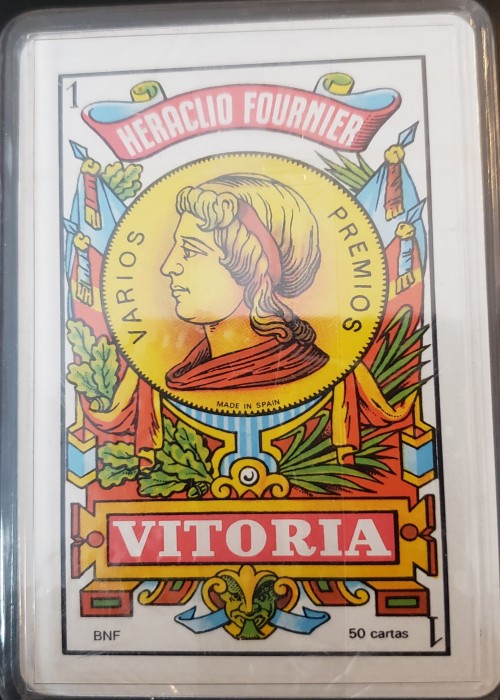 1
HERACLIO FOURNIER
VARIOS PREMIOS
MADE IN SPAIN
VITORIA
BNF
50 cartas
1